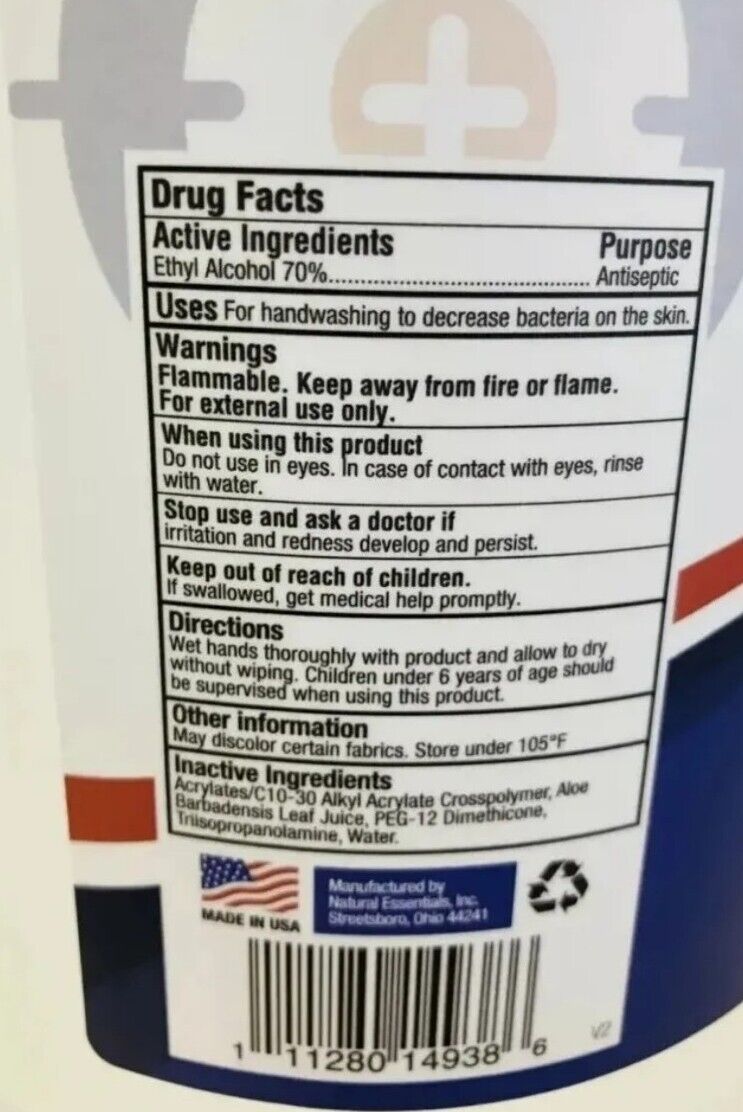 Drug Facts
Active Ingredients Purpose
Ethyl Alcohol 70%........................................ Antiseptic
Uses For handwashing to decrease bacteria on the skin.
Warnings
Flammable. Keep away from fire or flame.
For external use only.
When using this product
Do not use in eyes. In case of contact with eyes, rinse
with water.
Stop use and ask a doctor if
irritation and redness develop and persist.
Keep out of reach of children.
If swallowed, get medical help promptly.
Directions
Wet hands thoroughly with product and allow to dry
without wiping. Children under 6 years of age should
be supervised when using this product.
Other information
May discolor certain fabrics. Store under 105°F
Inactive Ingredients
Acrylates/C10-30 Alkyl Acrylate Crosspolymer, Aloe
Barbadensis Leaf Juice, PEG-12 Dimethicone,
Triisopropanolamine, Water.
MADE IN USA
Manufactured by
Natural Essentials, Inc.
Streetsboro, Ohio 44241
1 11280 14938 6
V2